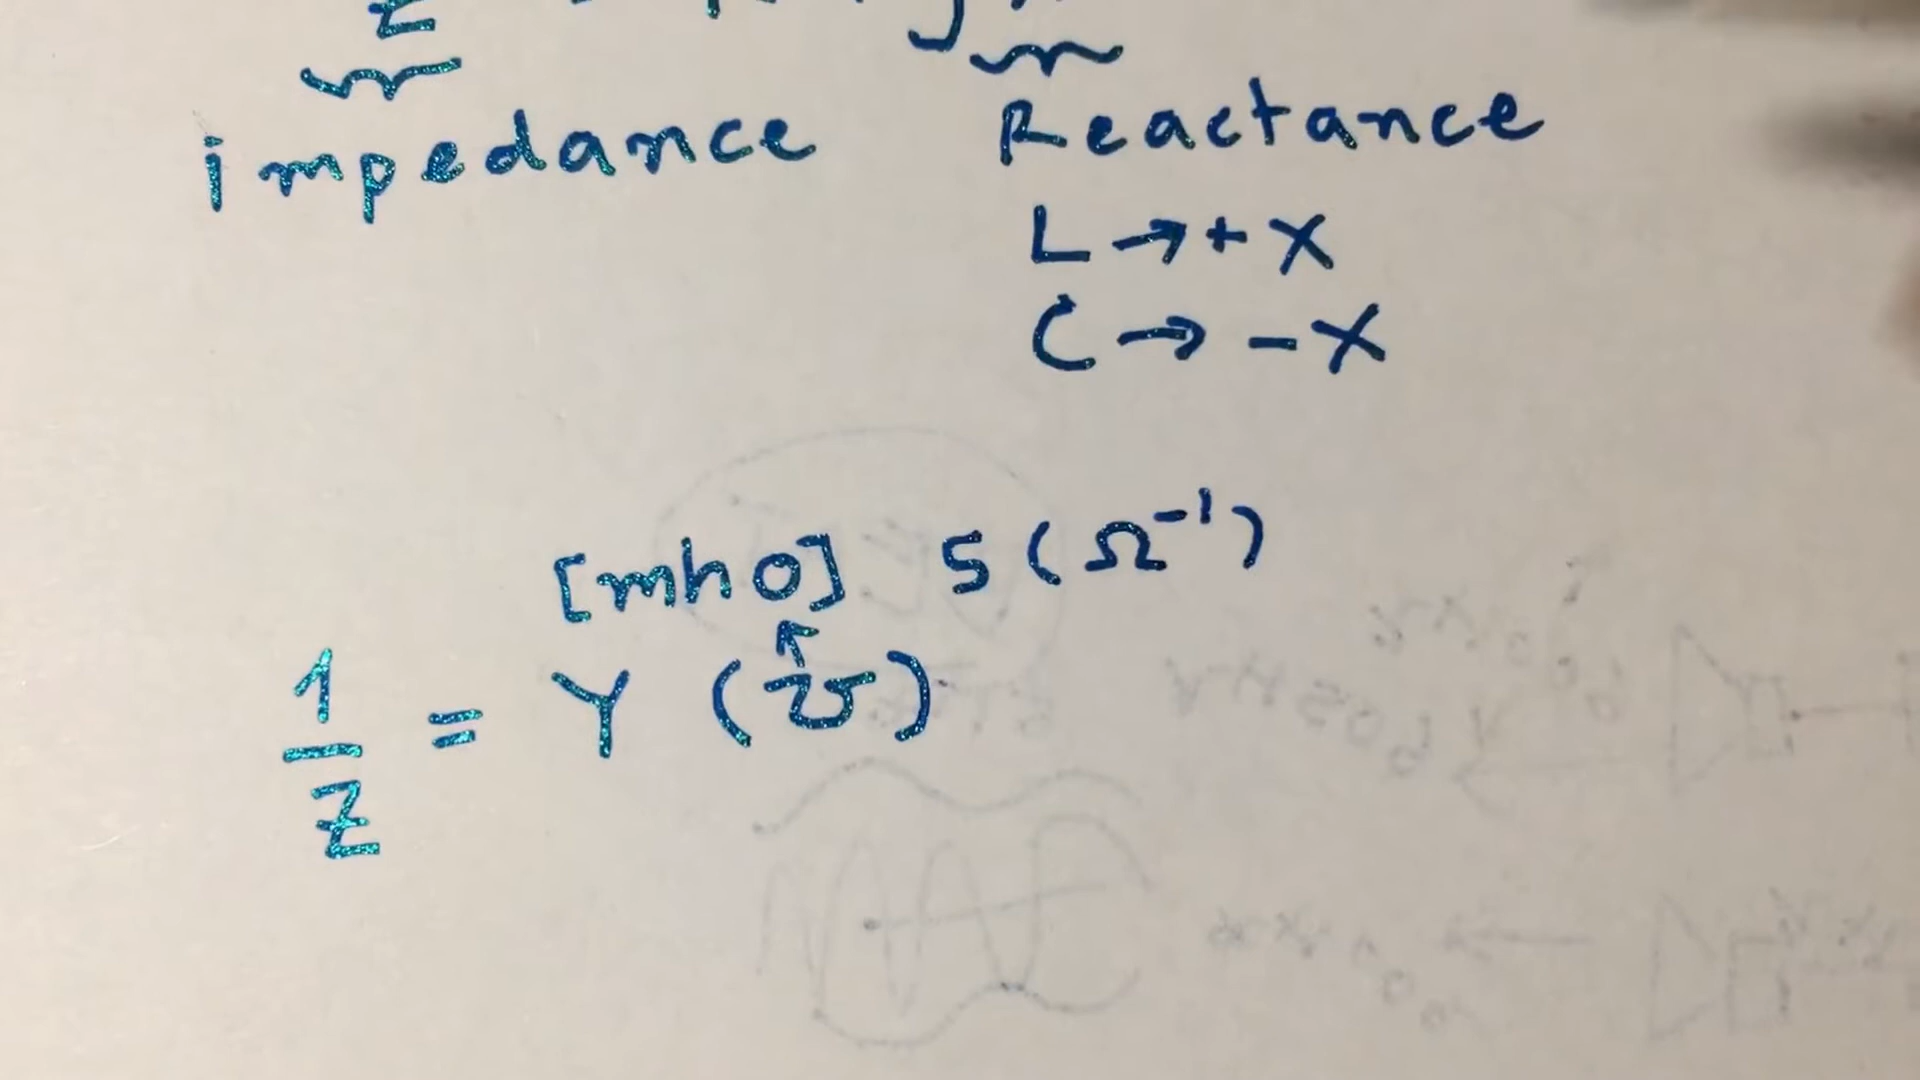 impedance Reactance
L → + X
C → - X
[mho] S (Ω⁻¹)
1/Z = Y (℧)